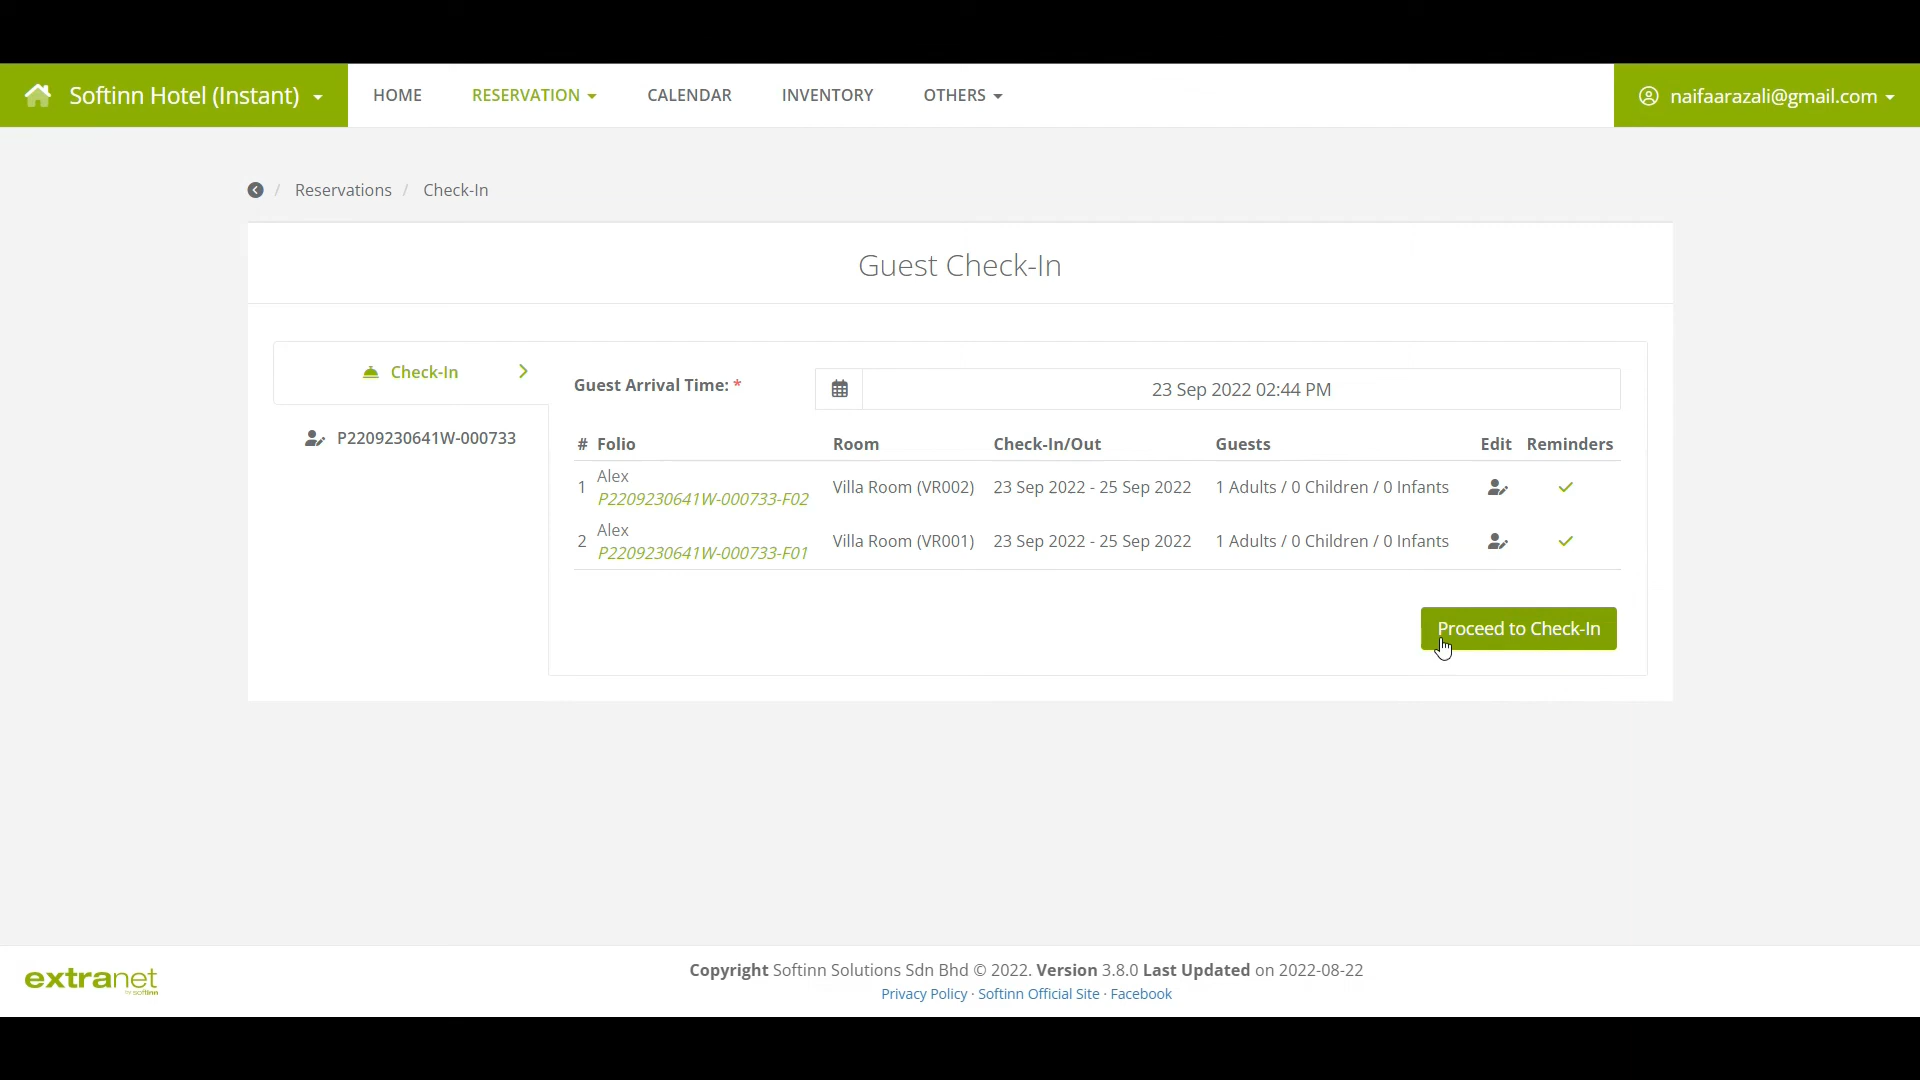 Softinn Hotel (Instant) HOME RESERVATION CALENDAR INVENTORY OTHERS naifaarazali@gmail.com
/ Reservations / Check-In
Guest Check-In
Check-In
P2209230641W-000733
Guest Arrival Time: * 23 Sep 2022 02:44 PM
# Folio Room Check-In/Out Guests Edit Reminders
1 Alex P2209230641W-000733-F02 Villa Room (VR002) 23 Sep 2022 - 25 Sep 2022 1 Adults / 0 Children / 0 Infants
2 Alex P2209230641W-000733-F01 Villa Room (VR001) 23 Sep 2022 - 25 Sep 2022 1 Adults / 0 Children / 0 Infants
Proceed to Check-In
extranet
by softinn
Copyright Softinn Solutions Sdn Bhd © 2022. Version 3.8.0 Last Updated on 2022-08-22
Privacy Policy · Softinn Official Site · Facebook